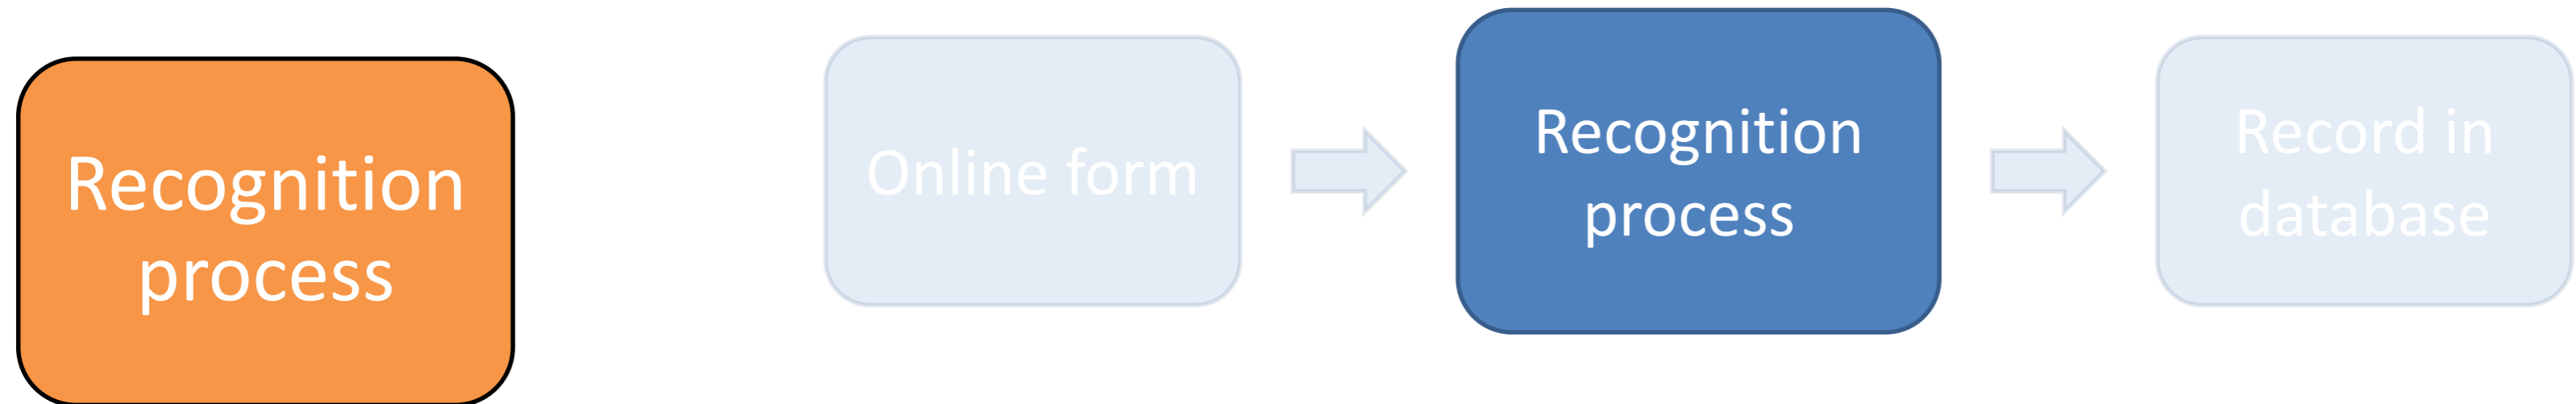 Recognition
process
Online form
Recognition
process
Record in
database